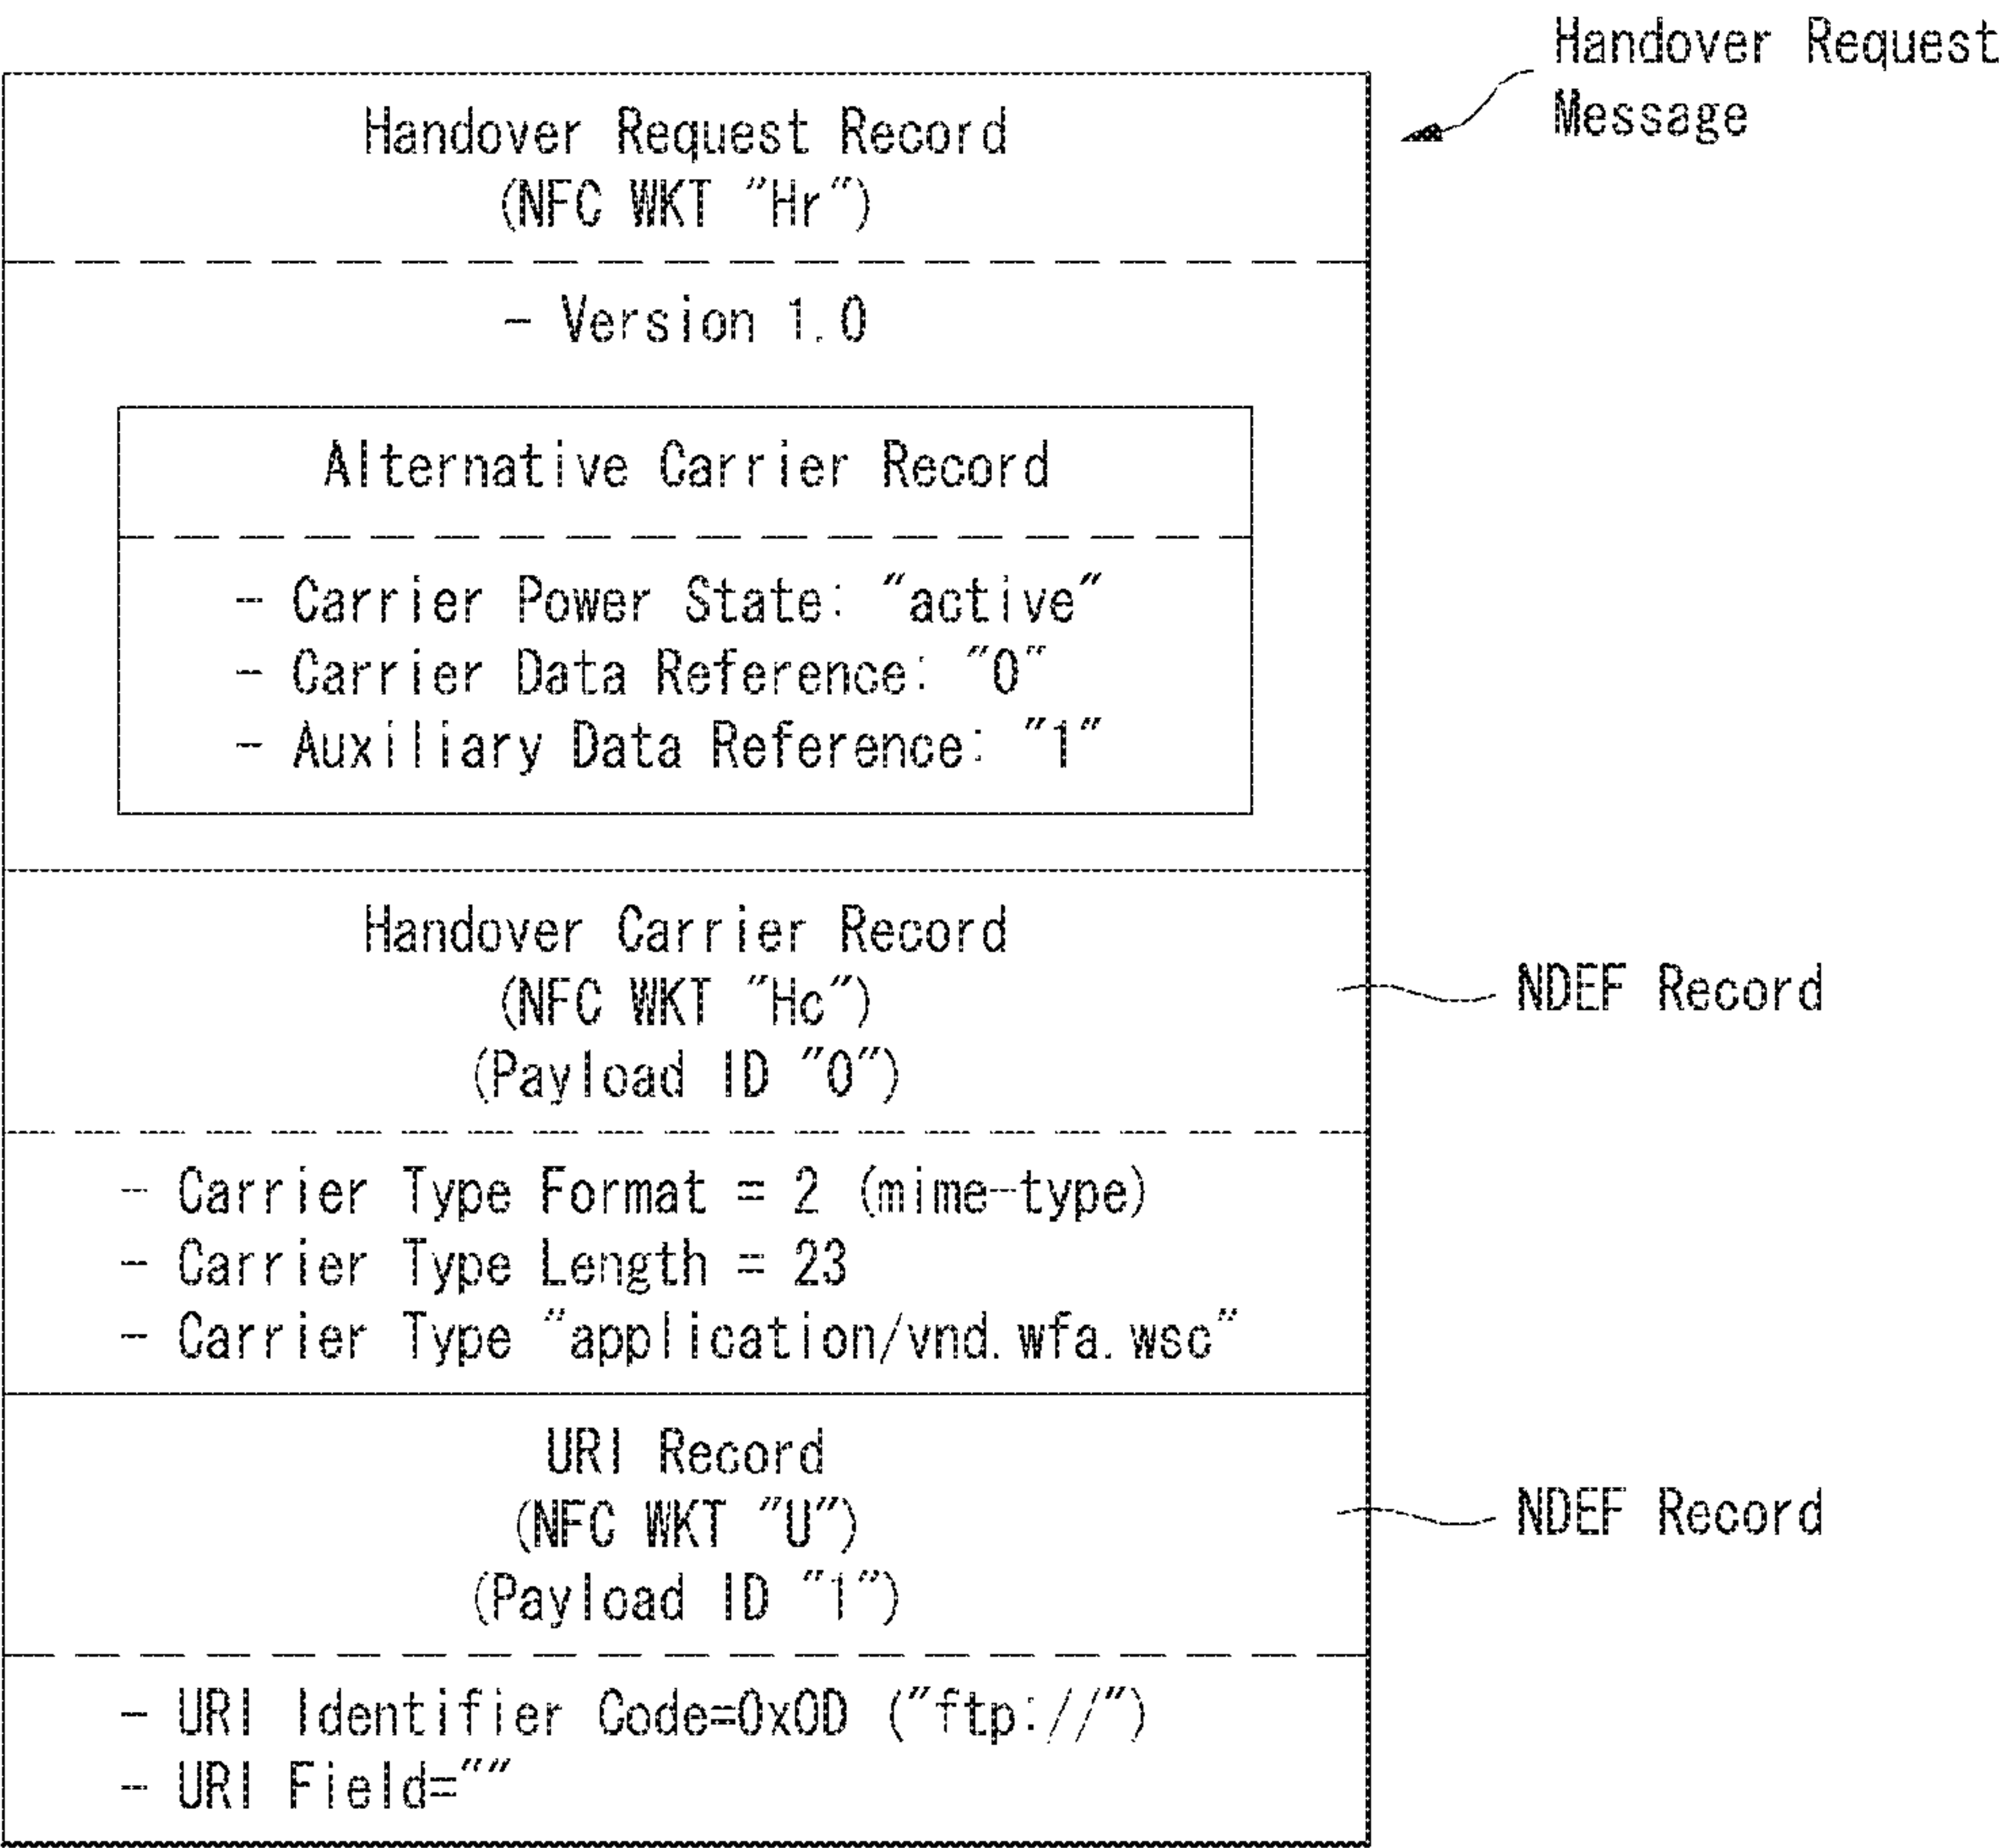 Handover Request
Message
Handover Request Record
(NFC WKT "Hr")
- Version 1.0
Alternative Carrier Record
- Carrier Power State: "active"
- Carrier Data Reference: "0"
- Auxiliary Data Reference: "1"
Handover Carrier Record
(NFC WKT "Hc")
(Payload ID "0")
NDEF Record
- Carrier Type Format = 2 (mime-type)
- Carrier Type Length = 23
- Carrier Type "application/vnd.wfa.wsc"
URI Record
(NFC WKT "U")
(Payload ID "1")
NDEF Record
- URI Identifier Code=0x0D ("ftp://")
- URI Field=""